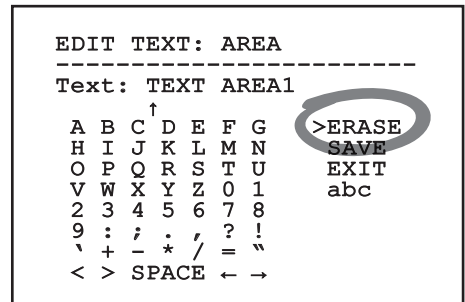 EDIT TEXT: AREA
------------------------
Text: TEXT AREA1
↑
A B C D E F G >ERASE
H I J K L M N SAVE
O P Q R S T U EXIT
V W X Y Z 0 1 abc
2 3 4 5 6 7 8
9 : ; . , ? !
‵ + - * / = ‶
< > SPACE ← →